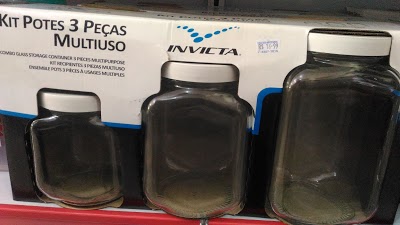 KIT POTES 3 PEÇAS
MULTIUSO
COMBO GLASS STORAGE CONTAINER 3 PIECES MULTIPURPOSE
KIT RECIPIENTES 3 PIEZAS MULTIUSO
ENSEMBLE POTS 3 PIÈCES À USAGES MULTIPLES
INVICTA